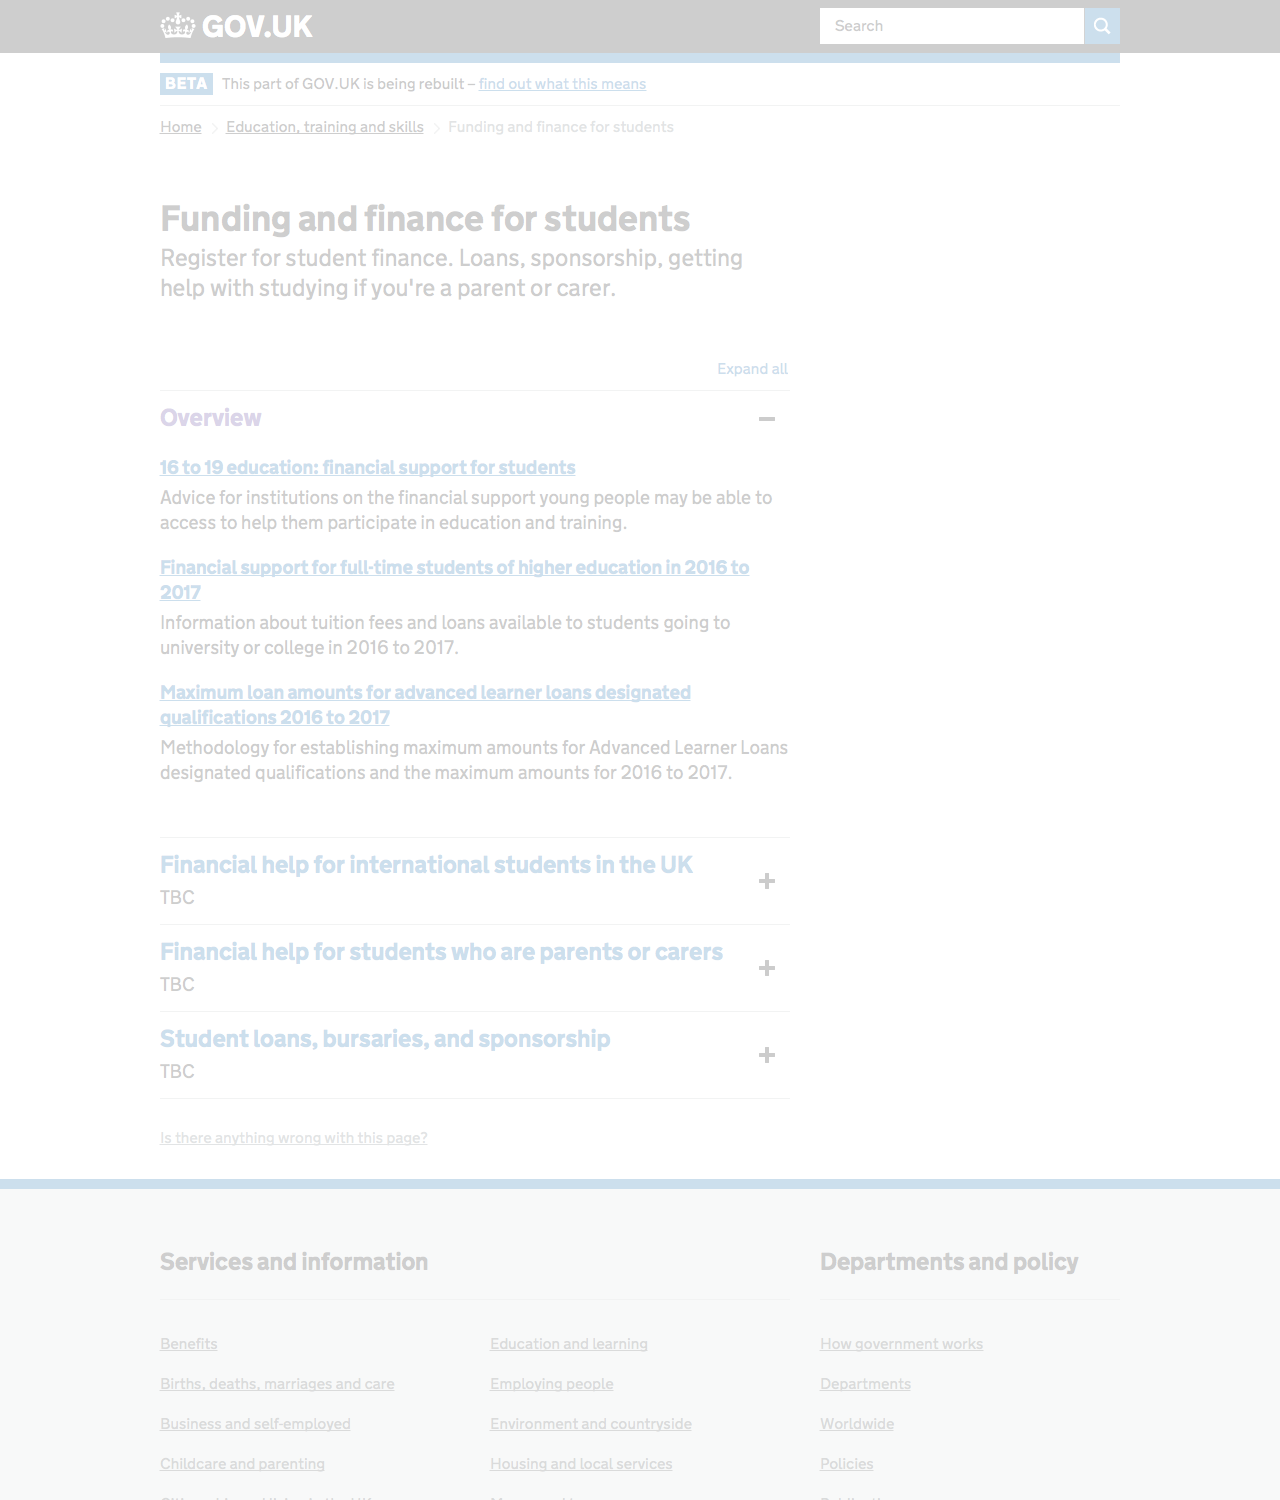 GOV.UK
Search
BETA This part of GOV.UK is being rebuilt – find out what this means
Home > Education, training and skills > Funding and finance for students
Funding and finance for students
Register for student finance. Loans, sponsorship, getting
help with studying if you're a parent or carer.
Expand all
Overview
16 to 19 education: financial support for students
Advice for institutions on the financial support young people may be able to
access to help them participate in education and training.
Financial support for full-time students of higher education in 2016 to
2017
Information about tuition fees and loans available to students going to
university or college in 2016 to 2017.
Maximum loan amounts for advanced learner loans designated
qualifications 2016 to 2017
Methodology for establishing maximum amounts for Advanced Learner Loans
designated qualifications and the maximum amounts for 2016 to 2017.
Financial help for international students in the UK
TBC
Financial help for students who are parents or carers
TBC
Student loans, bursaries, and sponsorship
TBC
Is there anything wrong with this page?
Services and information
Benefits
Births, deaths, marriages and care
Business and self-employed
Childcare and parenting
Education and learning
Employing people
Environment and countryside
Housing and local services
Departments and policy
How government works
Departments
Worldwide
Policies